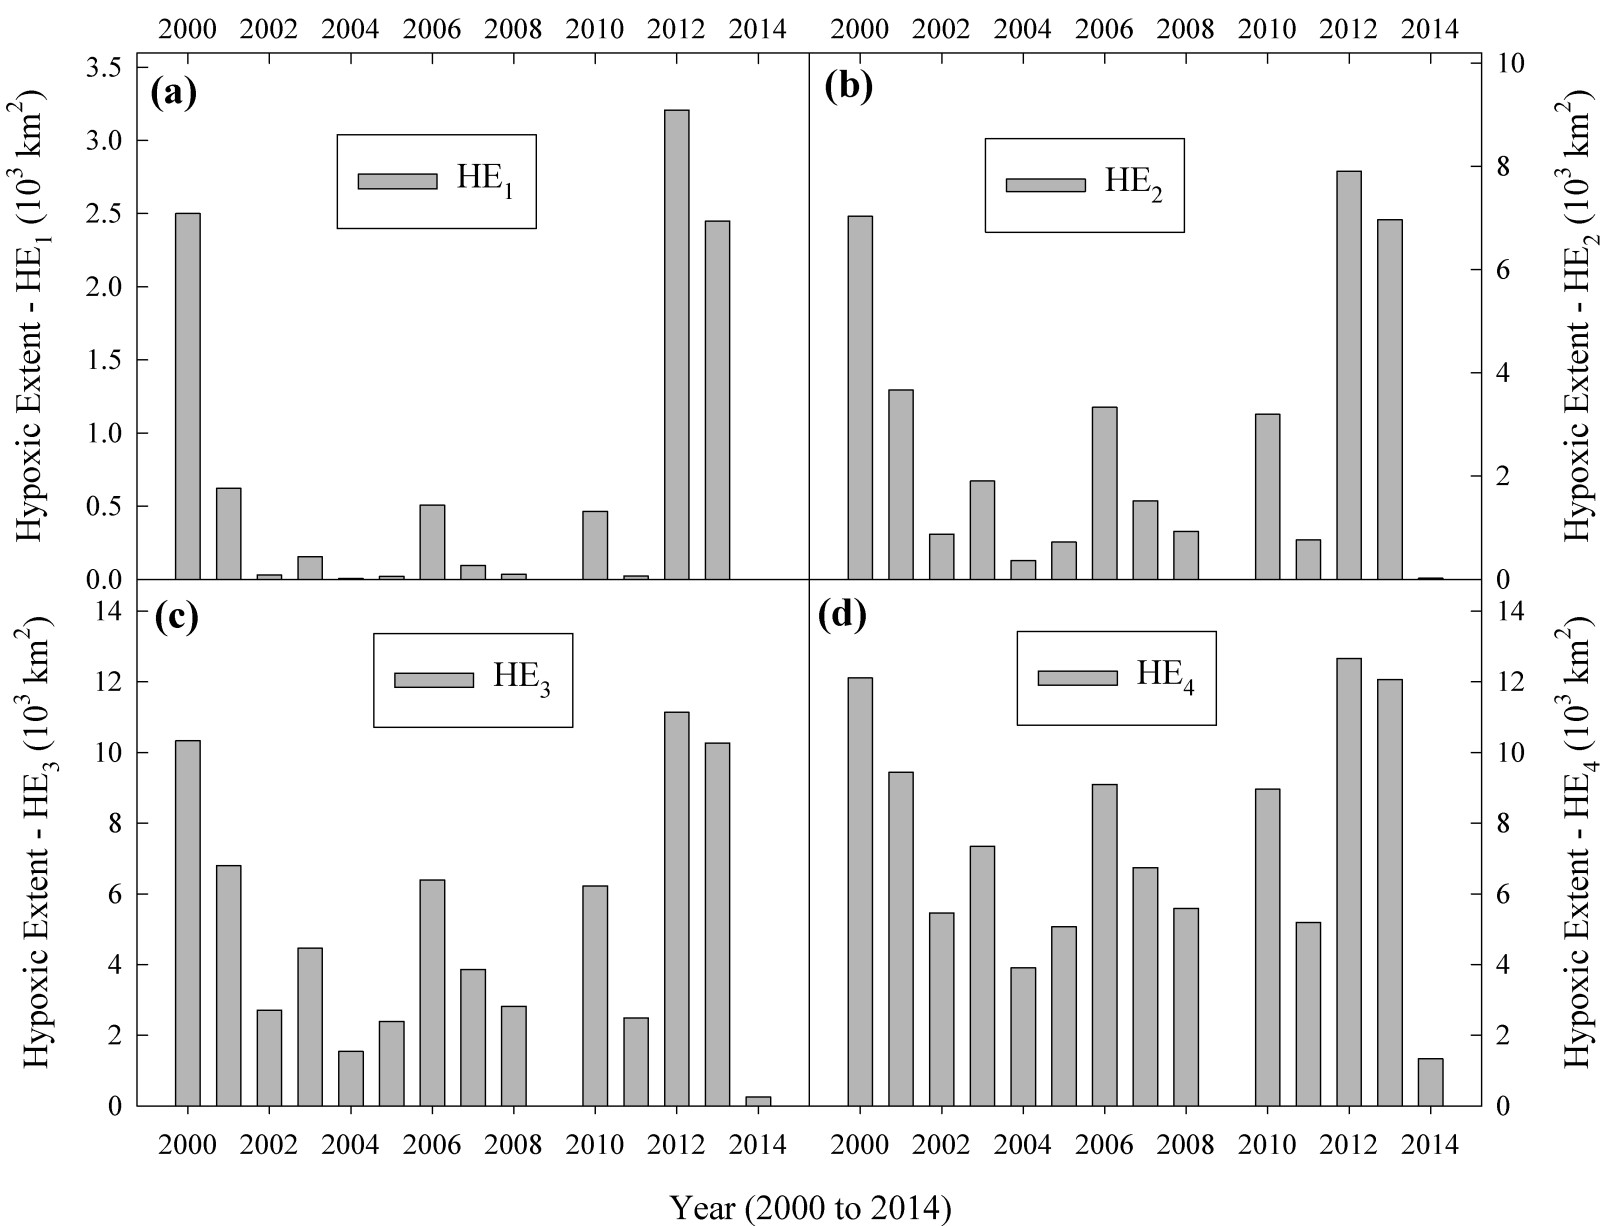 2000 2002 2004 2006 2008 2010 2012 2014 2000 2002 2004 2006 2008 2010 2012 2014
(a)
HE1
Hypoxic Extent - HE1 (10³ km²)
3.5
3.0
2.5
2.0
1.5
1.0
0.5
0.0
(b)
HE2
10
8
6
4
2
0
Hypoxic Extent - HE2 (10³ km²)
(c)
HE3
Hypoxic Extent - HE3 (10³ km²)
14
12
10
8
6
4
2
0
(d)
HE4
14
12
10
8
6
4
2
0
Hypoxic Extent - HE4 (10³ km²)
2000 2002 2004 2006 2008 2010 2012 2014 2000 2002 2004 2006 2008 2010 2012 2014
Year (2000 to 2014)